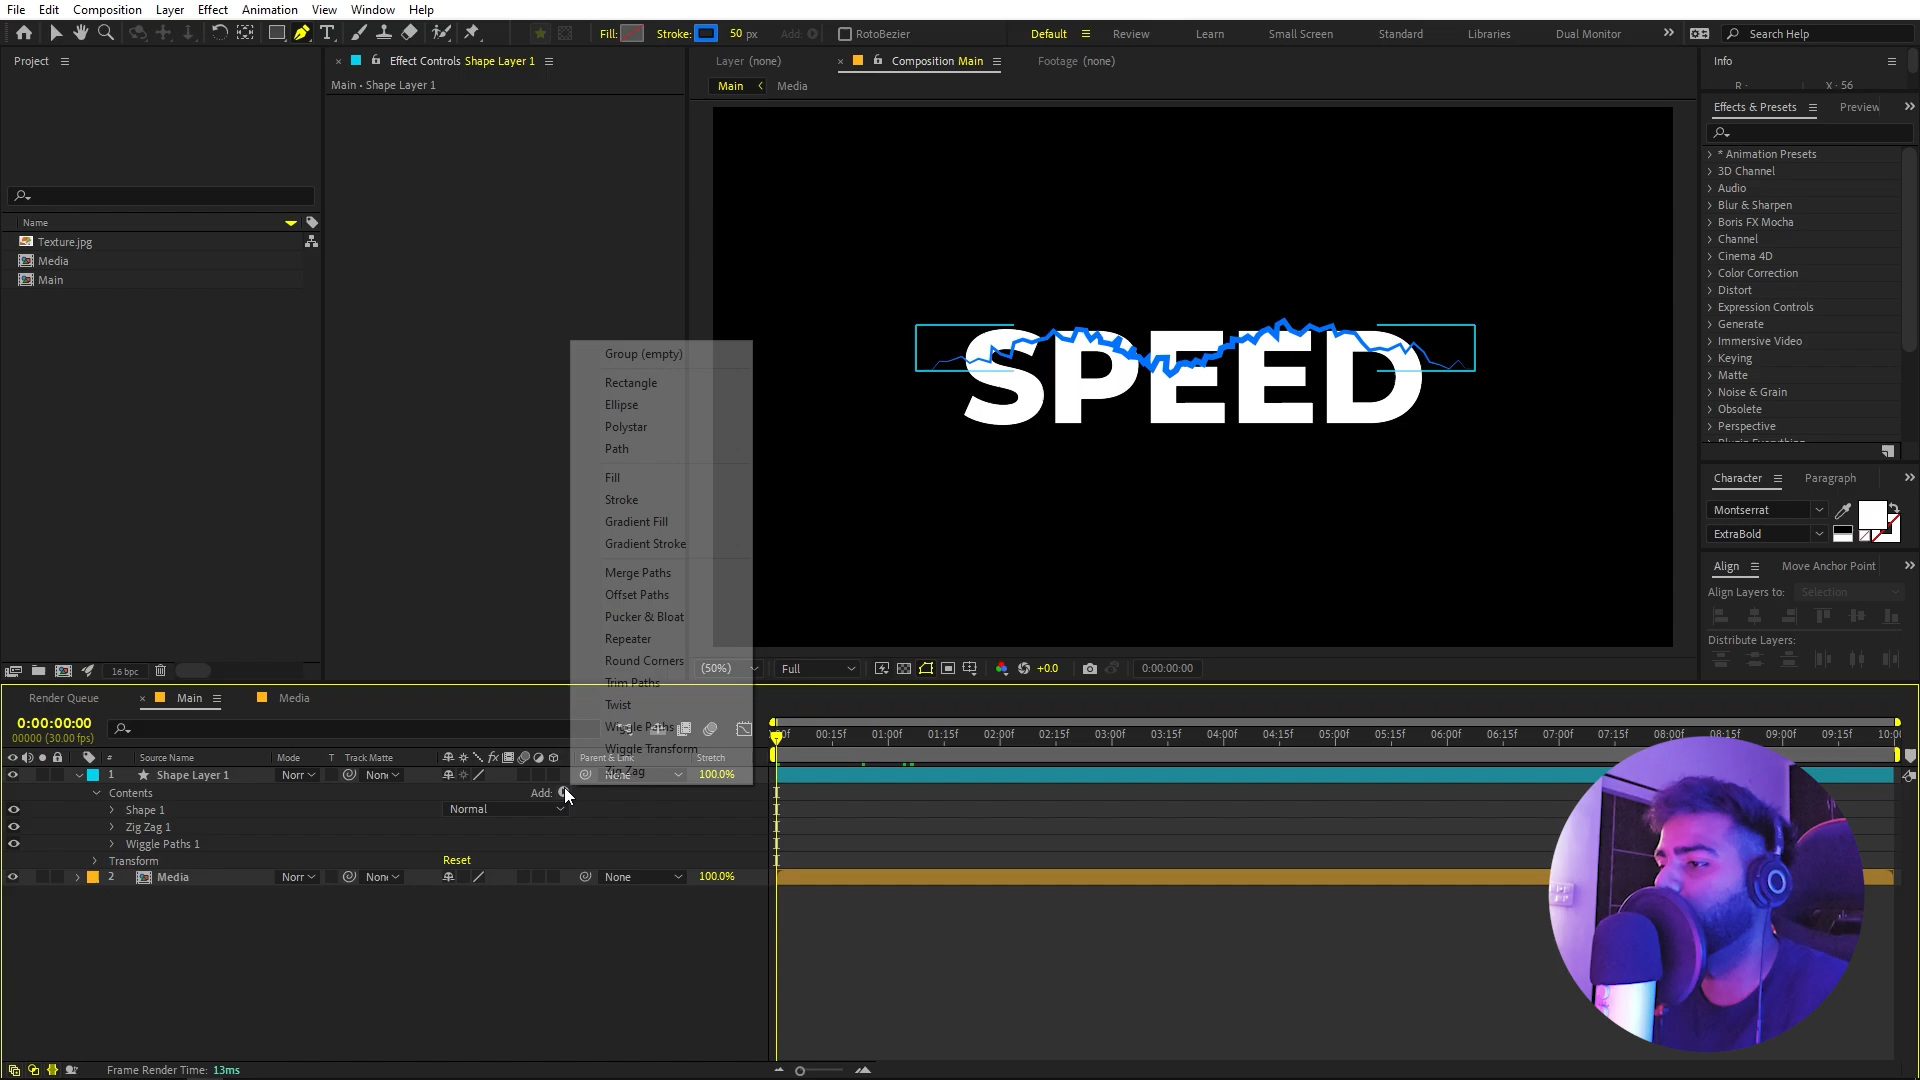 File Edit Composition Layer Effect Animation View Window Help
Fill: Stroke: 50 px Add: RotoBezier Default Review Learn Small Screen Standard Libraries Dual Monitor Search Help
Project
Effect Controls Shape Layer 1
Main • Shape Layer 1
Layer (none) Composition Main Footage (none)
Main Media
Name
Texture.jpg
Media
Main
16 bpc
SPEED
Group (empty)
Rectangle
Ellipse
Polystar
Path
Fill
Stroke
Gradient Fill
Gradient Stroke
Merge Paths
Offset Paths
Pucker & Bloat
Repeater
Round Corners
Trim Paths
Twist
Wiggle Paths
Wiggle Transform
Zig Zag
(50%) Full +0.0 0:00:00:00
Info
X - 56
Effects & Presets Preview
* Animation Presets
3D Channel
Audio
Blur & Sharpen
Boris FX Mocha
Channel
Cinema 4D
Color Correction
Distort
Expression Controls
Generate
Immersive Video
Keying
Matte
Noise & Grain
Obsolete
Perspective
Character Paragraph
Montserrat
ExtraBold
Align Move Anchor Point
Align Layers to: Selection
Distribute Layers:
Render Queue Main Media
0:00:00:00
00000 (30.00 fps)
# Source Name Mode T Track Matte Parent & Link Stretch
00:15f 01:00f 01:15f 02:00f 02:15f 03:00f 03:15f 04:00f 04:15f 05:00f 05:15f 06:00f 06:15f 07:00f 07:15f 08:00f 08:15f 09:00f 09:15f
1 Shape Layer 1 100.0%
Contents Add:
Shape 1 Normal
Zig Zag 1
Wiggle Paths 1
Transform Reset
2 Media None 100.0%
Frame Render Time: 13ms